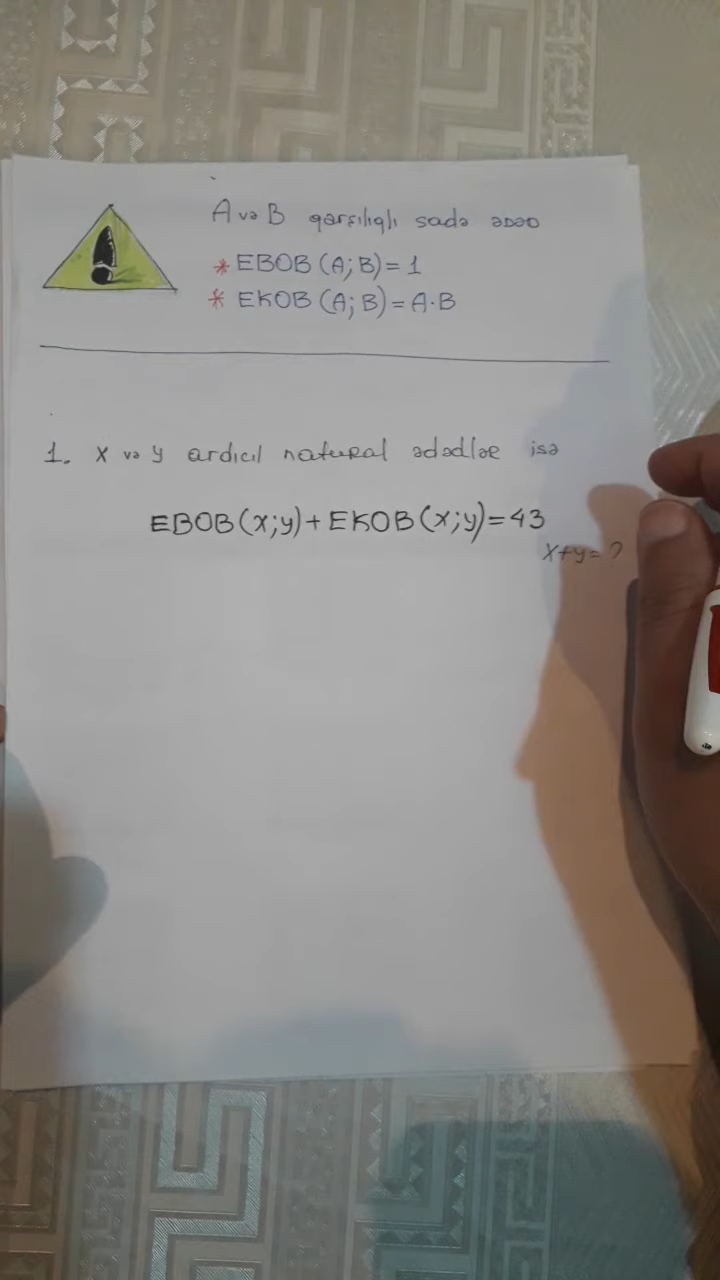 A və B qarşılıqlı sadə ədəd
* EBOB (A; B) = 1
* EKOB (A; B) = A·B
1. x və y ardıcıl natural ədədlər isə
EBOB (x;y) + EKOB (x;y) = 43
x+y=?